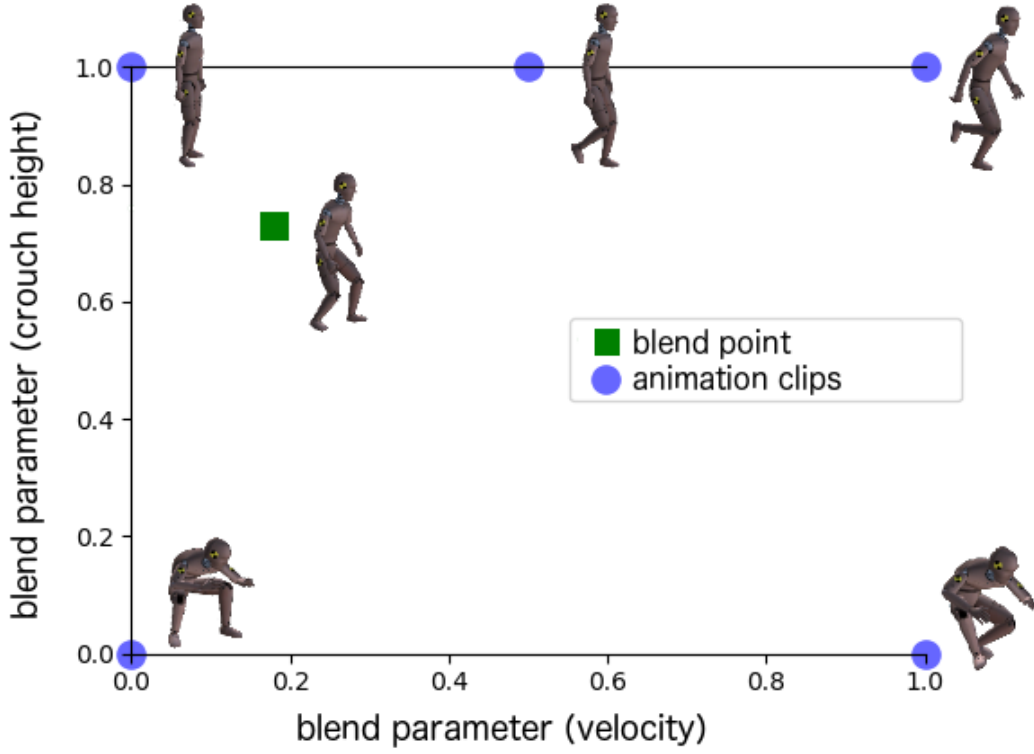 1.0
0.8
0.6
0.4
0.2
0.0
blend parameter (crouch height)
blend point
animation clips
0.0 0.2 0.4 0.6 0.8 1.0
blend parameter (velocity)